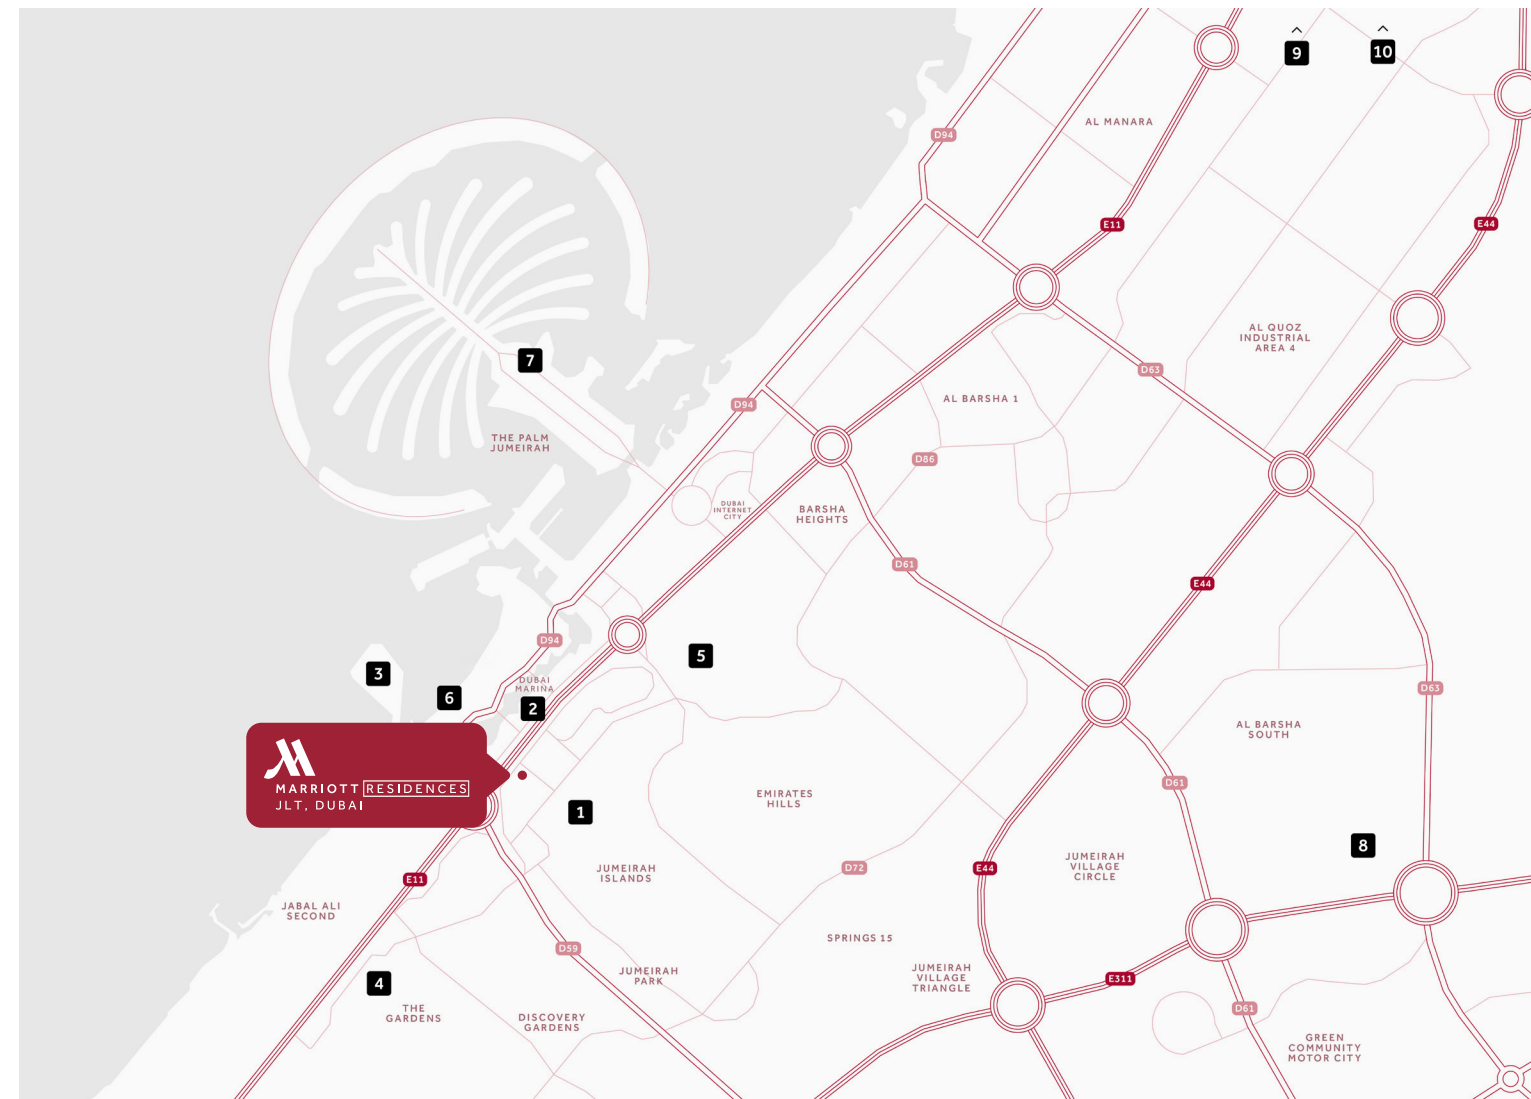 9
10
D94
AL MANARA
E11
E44
AL QUOZ
INDUSTRIAL
AREA 4
7
D63
D94
AL BARSHA 1
THE PALM
JUMEIRAH
D86
DUBAI
INTERNET
CITY
BARSHA
HEIGHTS
D61
E44
D94
5
3
DUBAI
MARINA
6
2
D63
AL BARSHA
SOUTH
MARRIOTT RESIDENCES
JLT, DUBAI
D61
EMIRATES
HILLS
1
8
JUMEIRAH
ISLANDS
D72
E44
JUMEIRAH
VILLAGE
CIRCLE
E11
JABAL ALI
SECOND
SPRINGS 15
D59
JUMEIRAH
PARK
JUMEIRAH
VILLAGE
TRIANGLE
E311
4
THE
GARDENS
DISCOVERY
GARDENS
D61
GREEN
COMMUNITY
MOTOR CITY